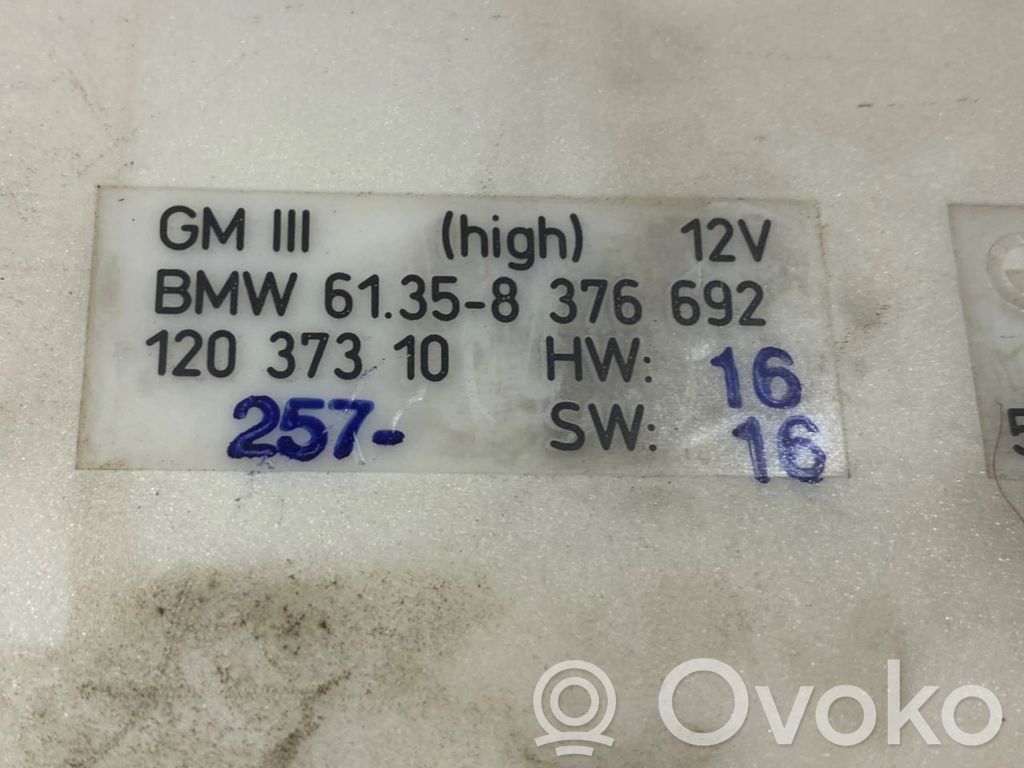 GM III (high) 12V
BMW 61.35-8 376 692
120 373 10 HW: 16
257- SW: 16
5
Ovoko